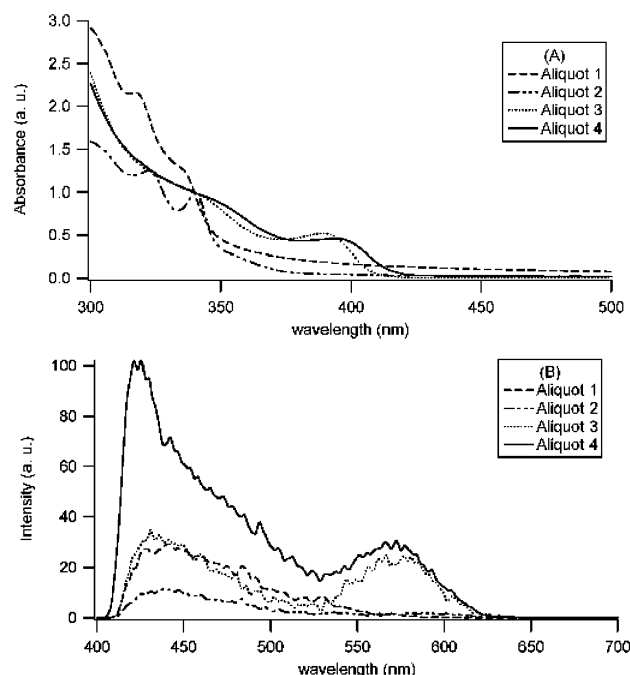 3.0
2.5
2.0
1.5
1.0
0.5
0.0
Absorbance (a. u.)
(A)
Aliquot 1
Aliquot 2
Aliquot 3
Aliquot 4
300
350
400
450
500
wavelength (nm)
100
80
60
40
20
0
Intensity (a. u.)
(B)
Aliquot 1
Aliquot 2
Aliquot 3
Aliquot 4
400
450
500
550
600
650
700
wavelength (nm)